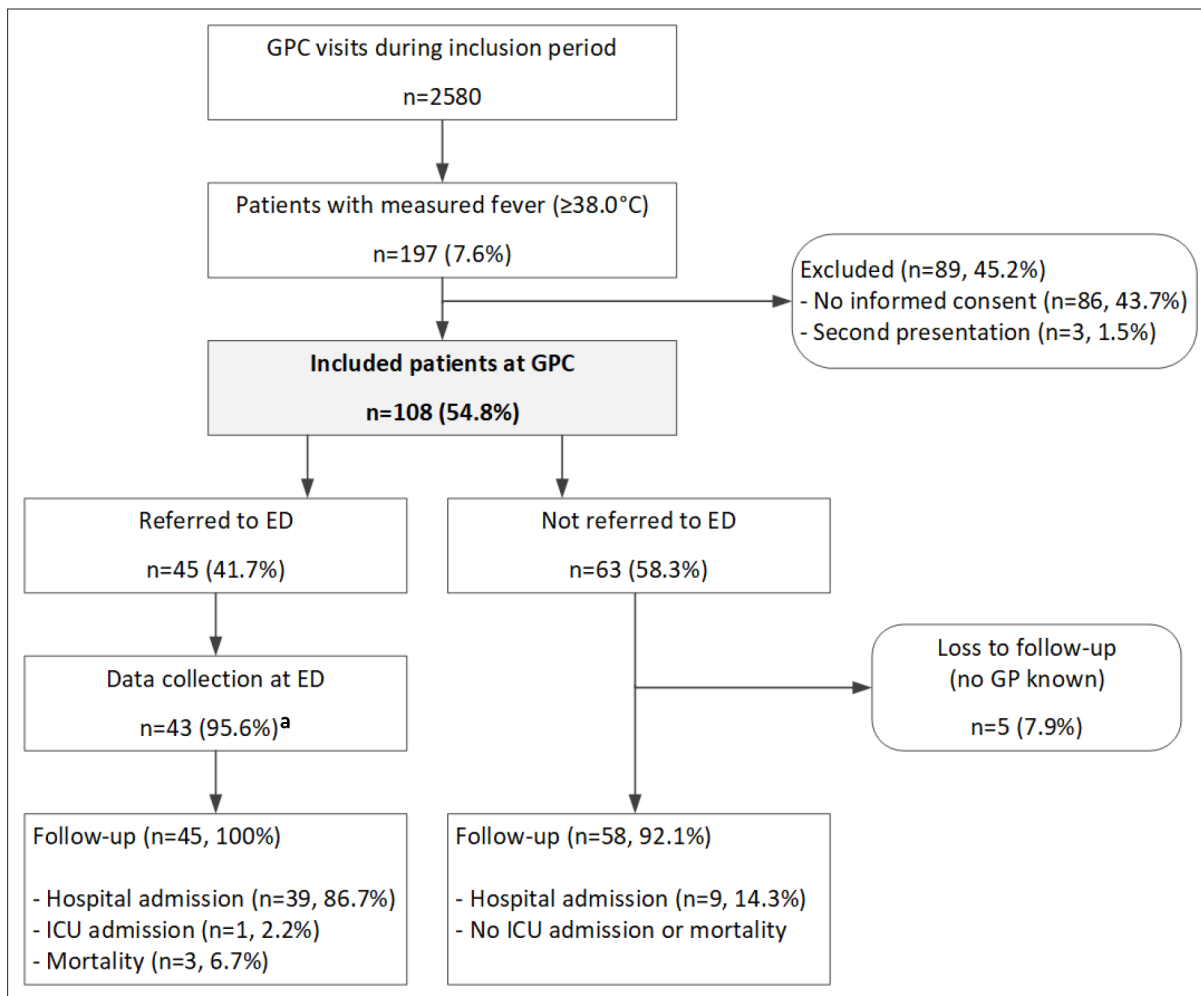 GPC visits during inclusion period
n=2580
Patients with measured fever (≥38.0°C)
n=197 (7.6%)
Excluded (n=89, 45.2%)
- No informed consent (n=86, 43.7%)
- Second presentation (n=3, 1.5%)
Included patients at GPC
n=108 (54.8%)
Referred to ED
n=45 (41.7%)
Not referred to ED
n=63 (58.3%)
Data collection at ED
n=43 (95.6%)a
Loss to follow-up
(no GP known)
n=5 (7.9%)
Follow-up (n=45, 100%)
- Hospital admission (n=39, 86.7%)
- ICU admission (n=1, 2.2%)
- Mortality (n=3, 6.7%)
Follow-up (n=58, 92.1%)
- Hospital admission (n=9, 14.3%)
- No ICU admission or mortality